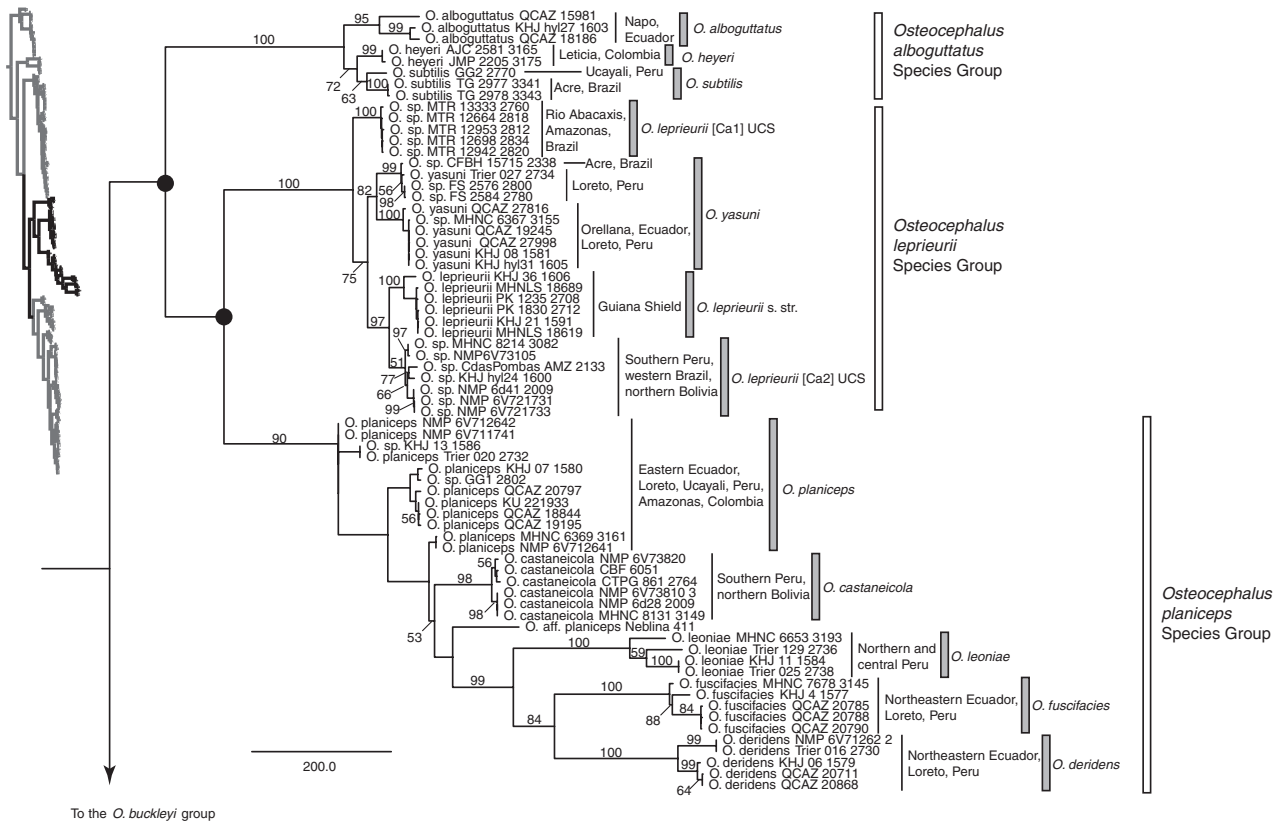 O. alboguttatus QCAZ 15981
O. alboguttatus KHJ hyl27 1603
O. alboguttatus QCAZ 18186
O. heyeri AJC 2581 3165
O. heyeri JMP 2205 3175
O. subtilis GG2 2770
O. subtilis TG 2977 3341
O. subtilis TG 2978 3343
O. sp. MTR 13333 2760
O. sp. MTR 12664 2818
O. sp. MTR 12953 2812
O. sp. MTR 12698 2834
O. sp. MTR 12942 2820
O. sp. CFBH 15715 2338
O. yasuni Trier 027 2734
O. sp. FS 2576 2800
O. sp. FS 2584 2780
O. yasuni QCAZ 27816
O. sp. MHNC 6367 3155
O. yasuni QCAZ 19245
O. yasuni QCAZ 27998
O. yasuni KHJ 08 1581
O. yasuni KHJ hyl31 1605
O. leprieurii KHJ 36 1606
O. leprieurii MHNLS 18689
O. leprieurii PK 1235 2708
O. leprieurii PK 1830 2712
O. leprieurii KHJ 21 1591
O. leprieurii MHNLS 18619
O. sp. MHNC 8214 3082
O. sp. NMP6V73105
O. sp. CdasPombas AMZ 2133
O. sp. KHJ hyl24 1600
O. sp. NMP 6d41 2009
O. sp. NMP 6V721731
O. sp. NMP 6V721733
O. planiceps NMP 6V712642
O. planiceps NMP 6V711741
O. sp. KHJ 13 1586
O. planiceps Trier 020 2732
O. planiceps KHJ 07 1580
O. sp. GG1 2802
O. planiceps QCAZ 20797
O. planiceps KU 221933
O. planiceps QCAZ 18844
O. planiceps QCAZ 19195
O. planiceps MHNC 6369 3161
O. planiceps NMP 6V712641
O. castaneicola NMP 6V73820
O. castaneicola CBF 6051
O. castaneicola CTPG 861 2764
O. castaneicola NMP 6V73810 3
O. castaneicola NMP 6d28 2009
O. castaneicola MHNC 8131 3149
O. aff. planiceps Neblina 411
O. leoniae MHNC 6653 3193
O. leoniae Trier 129 2736
O. leoniae KHJ 11 1584
O. leoniae Trier 025 2738
O. fuscifacies MHNC 7678 3145
O. fuscifacies KHJ 4 1577
O. fuscifacies QCAZ 20785
O. fuscifacies QCAZ 20788
O. fuscifacies QCAZ 20790
O. deridens NMP 6V71262 2
O. deridens Trier 016 2730
O. deridens KHJ 06 1579
O. deridens QCAZ 20711
O. deridens QCAZ 20868
100
95
99
99
72
63
100
100
100
82
99
56
98
100
75
100
97
97
51
77
66
99
90
56
56
98
98
53
99
100
59
100
84
100
88
84
100
99
99
64
Napo,
Ecuador
Leticia, Colombia
Ucayali, Peru
Acre, Brazil
Rio Abacaxis,
Amazonas,
Brazil
Acre, Brazil
Loreto, Peru
Orellana, Ecuador,
Loreto, Peru
Guiana Shield
Southern Peru,
western Brazil,
northern Bolivia
Eastern Ecuador,
Loreto, Ucayali, Peru,
Amazonas, Colombia
Southern Peru,
northern Bolivia
Northern and
central Peru
Northeastern Ecuador,
Loreto, Peru
Northeastern Ecuador,
Loreto, Peru
O. alboguttatus
O. heyeri
O. subtilis
O. leprieurii [Ca1] UCS
O. yasuni
O. leprieurii s. str.
O. leprieurii [Ca2] UCS
O. planiceps
O. castaneicola
O. leoniae
O. fuscifacies
O. deridens
Osteocephalus
alboguttatus
Species Group
Osteocephalus
leprieurii
Species Group
Osteocephalus
planiceps
Species Group
200.0
To the O. buckleyi group